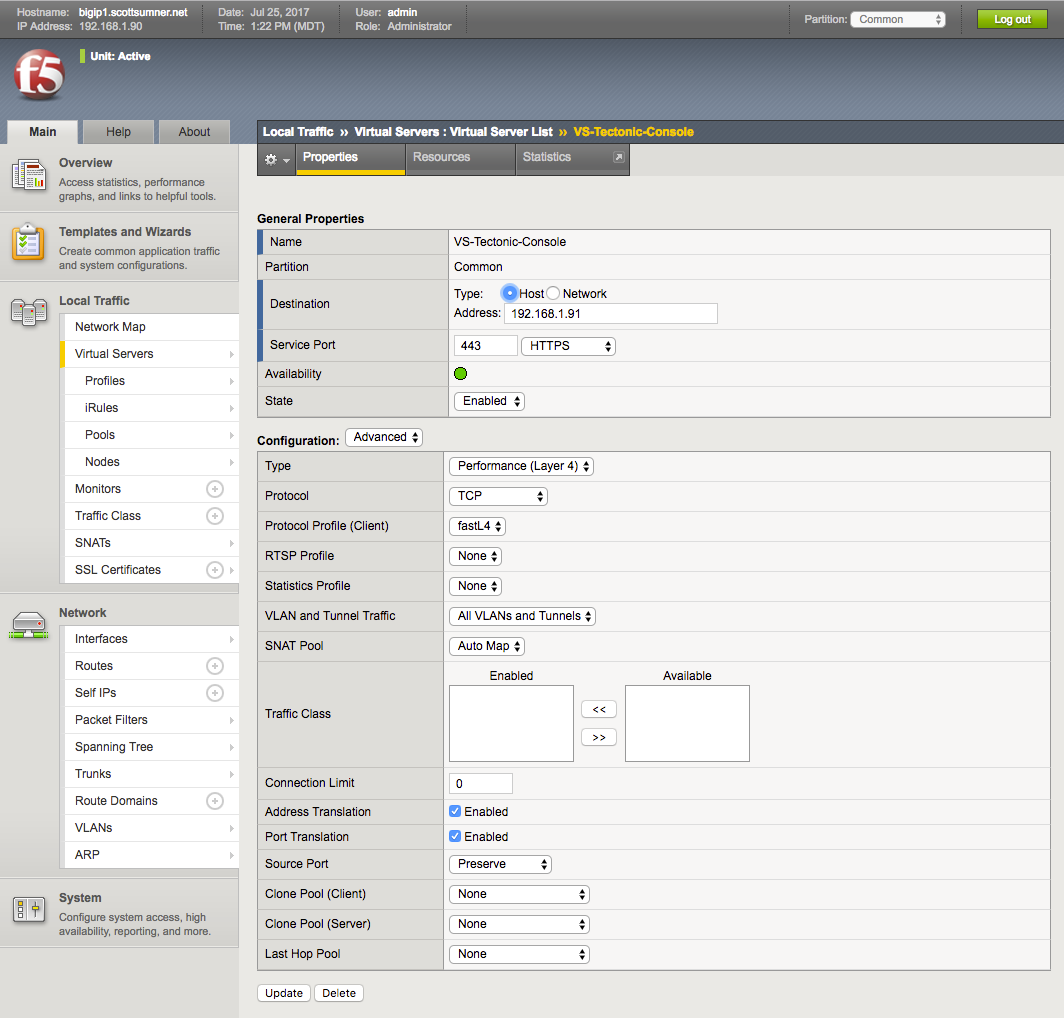 Hostname: bigip1.scottsumner.net Date: Jul 25, 2017 User: admin
IP Address: 192.168.1.90 Time: 1:22 PM (MDT) Role: Administrator
Partition: Common Log out
f5
Unit: Active
Main Help About
Local Traffic » Virtual Servers : Virtual Server List » VS-Tectonic-Console
Properties Resources Statistics
Overview
Access statistics, performance
graphs, and links to helpful tools.
Templates and Wizards
Create common application traffic
and system configurations.
Local Traffic
Network Map
Virtual Servers
Profiles
iRules
Pools
Nodes
Monitors
Traffic Class
SNATs
SSL Certificates
Network
Interfaces
Routes
Self IPs
Packet Filters
Spanning Tree
Trunks
Route Domains
VLANs
ARP
System
Configure system access, high
availability, reporting, and more.
General Properties
Name VS-Tectonic-Console
Partition Common
Destination
Type: Host Network
Address: 192.168.1.91
Service Port 443 HTTPS
Availability
State Enabled
Configuration: Advanced
Type Performance (Layer 4)
Protocol TCP
Protocol Profile (Client) fastL4
RTSP Profile None
Statistics Profile None
VLAN and Tunnel Traffic All VLANs and Tunnels
SNAT Pool Auto Map
Enabled Available
Traffic Class
<<
>>
Connection Limit 0
Address Translation Enabled
Port Translation Enabled
Source Port Preserve
Clone Pool (Client) None
Clone Pool (Server) None
Last Hop Pool None
Update Delete